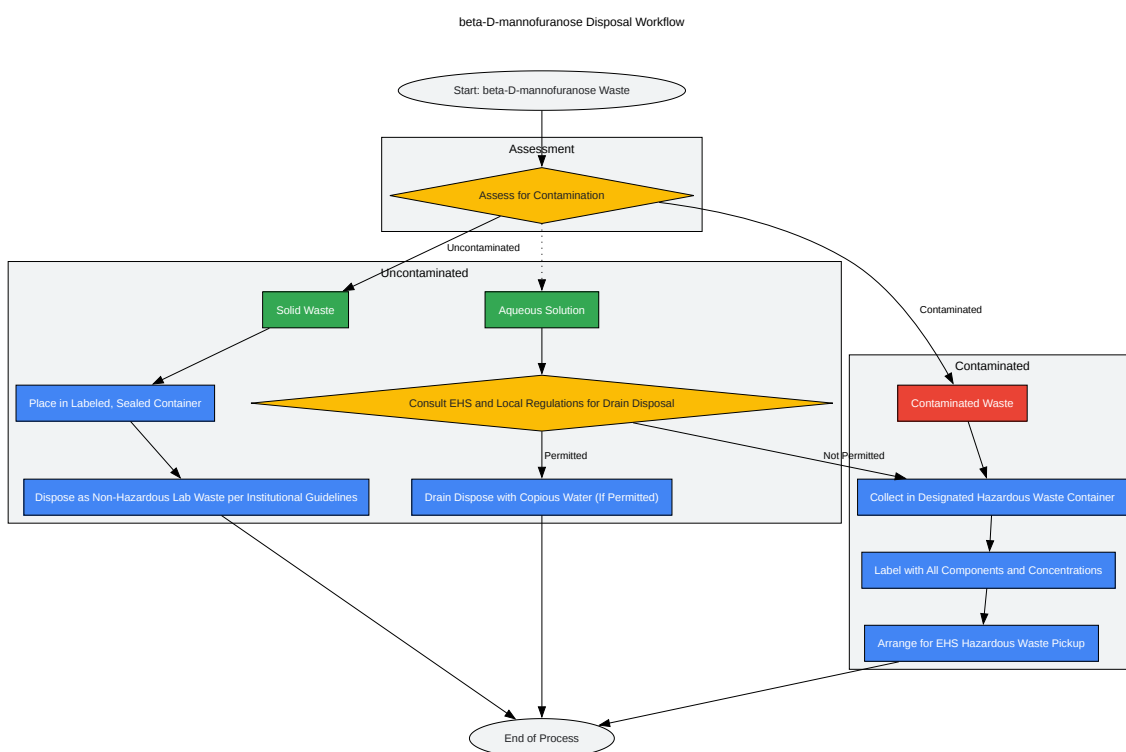 beta-D-mannofuranose Disposal Workflow
Start: beta-D-mannofuranose Waste
Assessment
Assess for Contamination
Uncontaminated
Uncontaminated
Solid Waste
Aqueous Solution
Contaminated
Contaminated
Place in Labeled, Sealed Container
Consult EHS and Local Regulations for Drain Disposal
Contaminated Waste
Permitted
Not Permitted
Dispose as Non-Hazardous Lab Waste per Institutional Guidelines
Drain Dispose with Copious Water (If Permitted)
Collect in Designated Hazardous Waste Container
Label with All Components and Concentrations
Arrange for EHS Hazardous Waste Pickup
End of Process